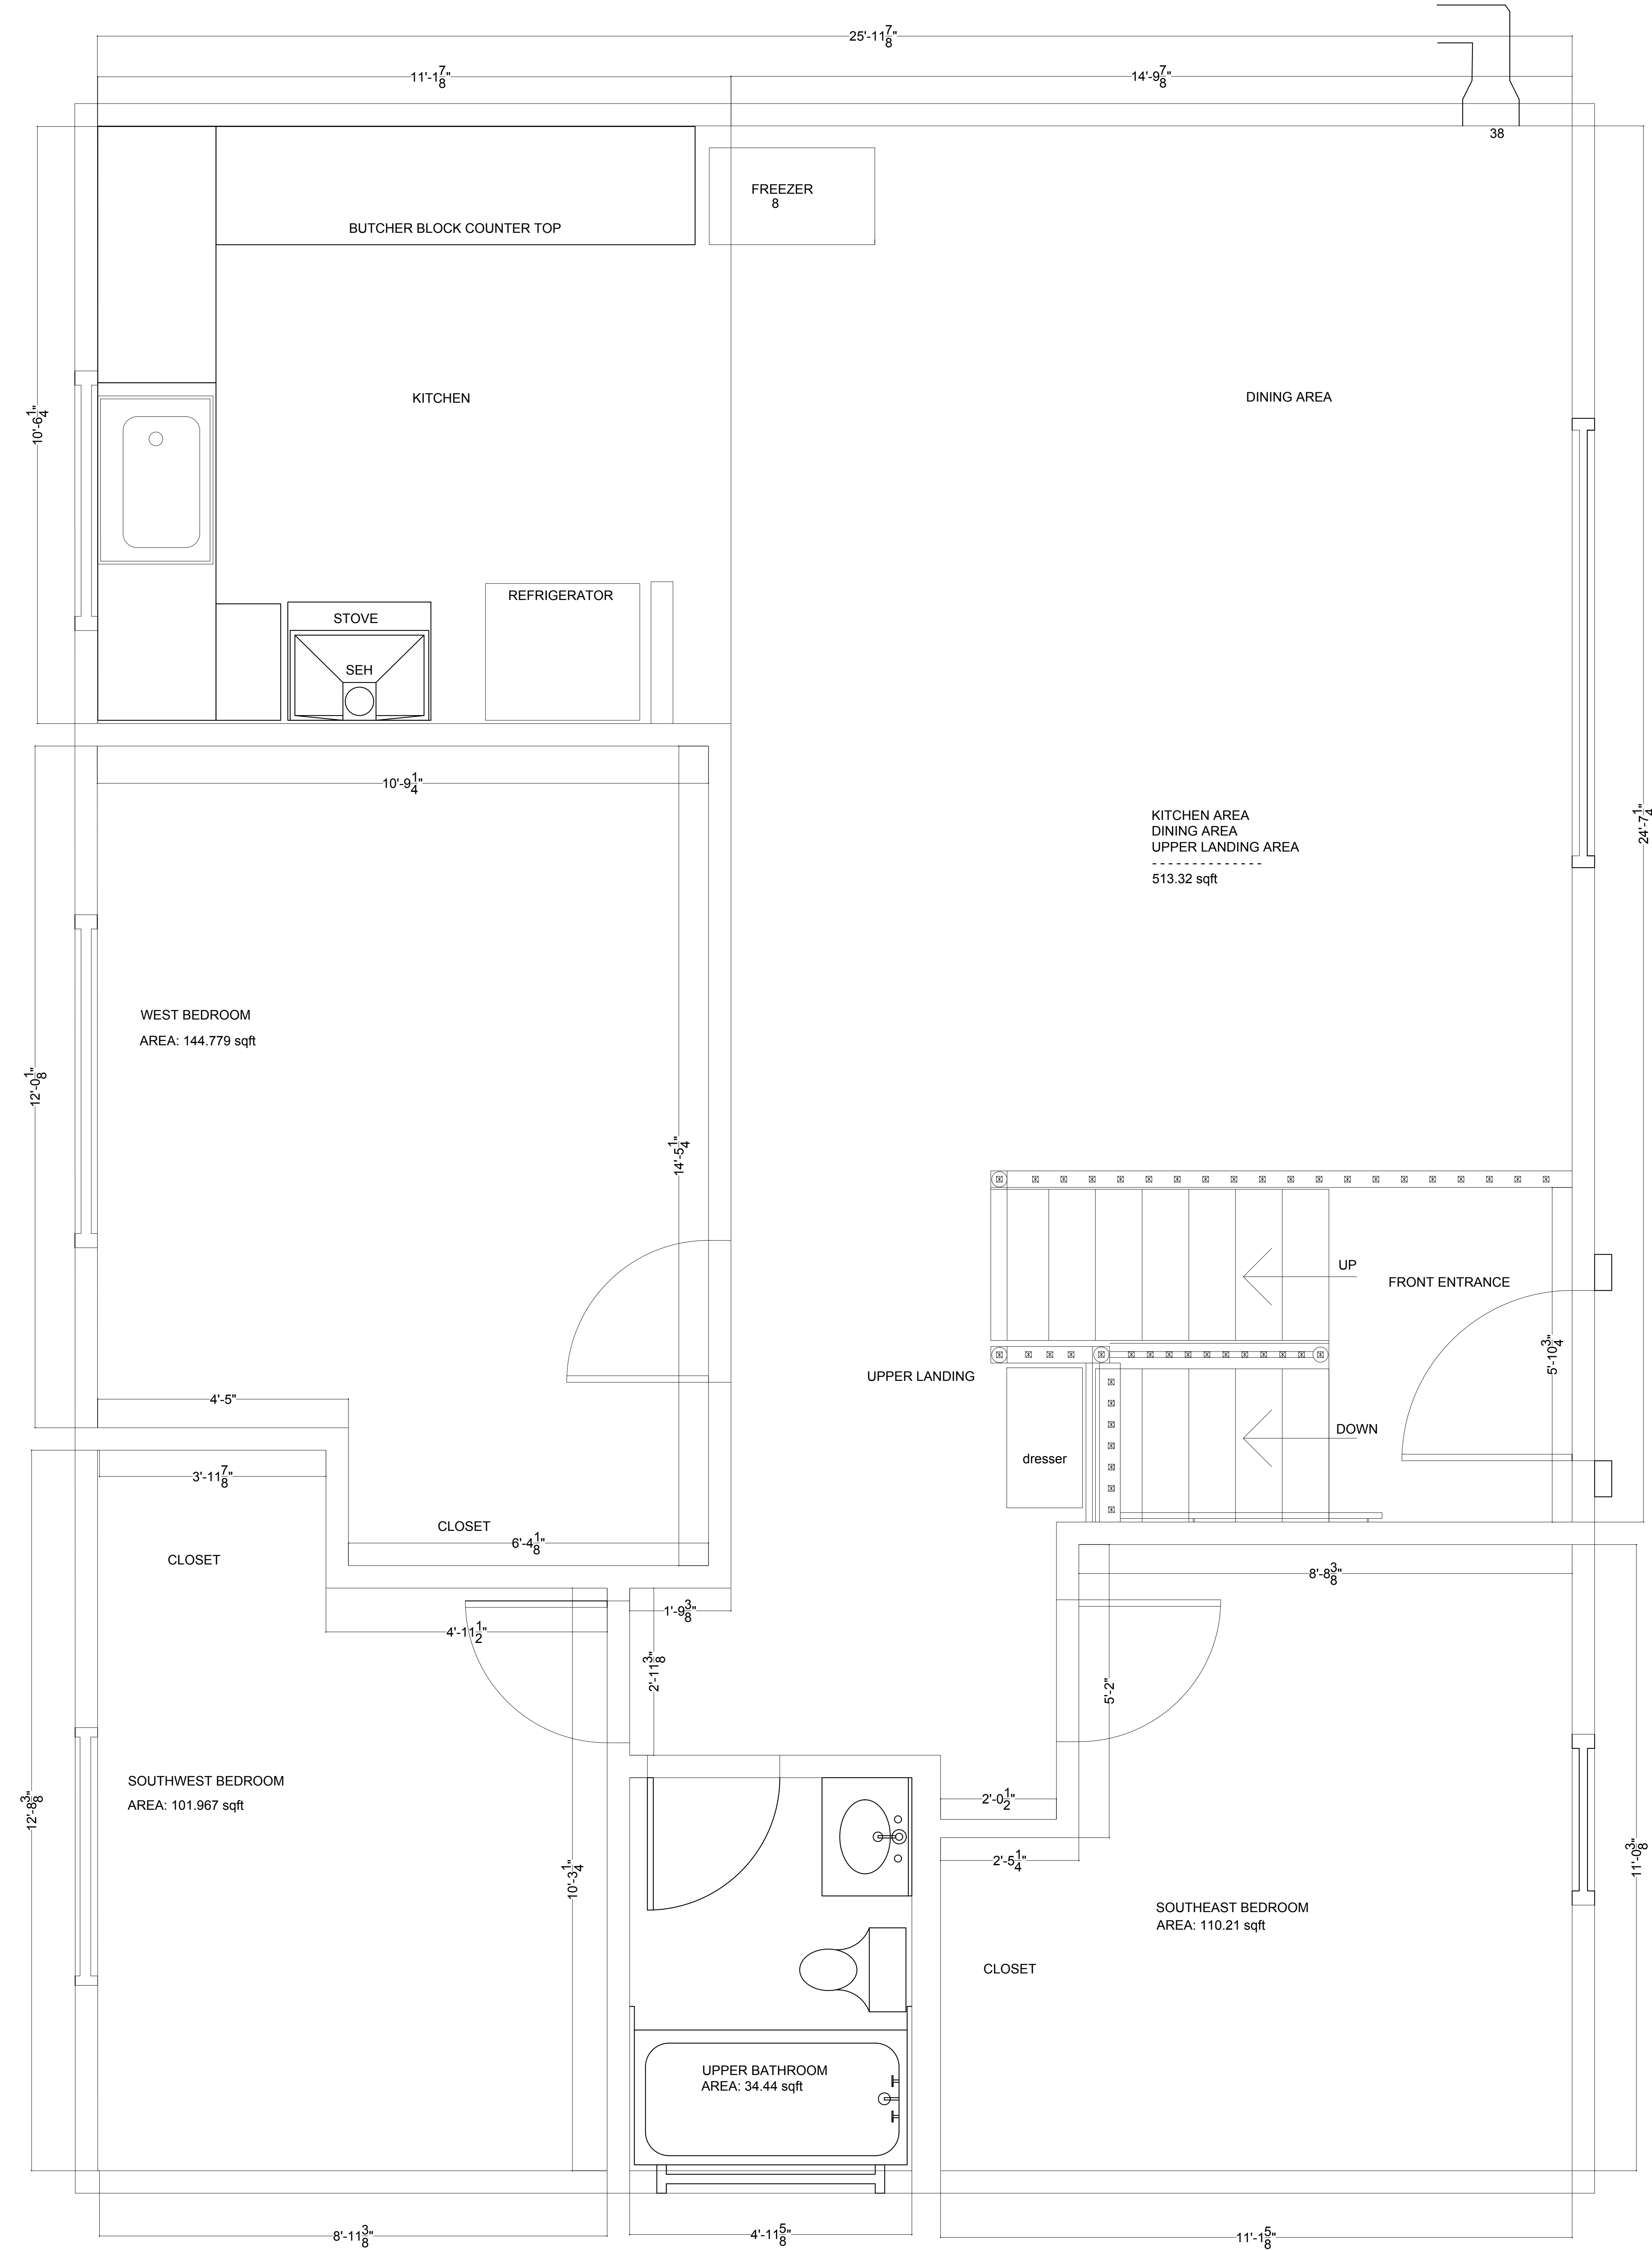 25'-11 7/8"
11'-1 7/8"
14'-9 7/8"
38
FREEZER
8
BUTCHER BLOCK COUNTER TOP
KITCHEN
DINING AREA
10'-6 1/4"
REFRIGERATOR
STOVE
SEH
10'-9 1/4"
KITCHEN AREA
DINING AREA
UPPER LANDING AREA
- - - - - - - - - - - - - -
513.32 sqft
24'-7 1/4"
WEST BEDROOM
AREA: 144.779 sqft
12'-0 1/8"
14'-5 1/4"
UP
FRONT ENTRANCE
5'-10 3/4"
UPPER LANDING
4'-5"
DOWN
dresser
3'-11 7/8"
CLOSET
6'-4 1/8"
CLOSET
8'-8 3/8"
1'-9 3/8"
4'-11 1/2"
2'-11 3/8"
5'-2"
SOUTHWEST BEDROOM
AREA: 101.967 sqft
12'-8 3/8"
2'-0 1/2"
2'-5 1/4"
10'-3 1/4"
11'-0 3/8"
SOUTHEAST BEDROOM
AREA: 110.21 sqft
CLOSET
UPPER BATHROOM
AREA: 34.44 sqft
8'-11 3/8"
4'-11 5/8"
11'-1 5/8"